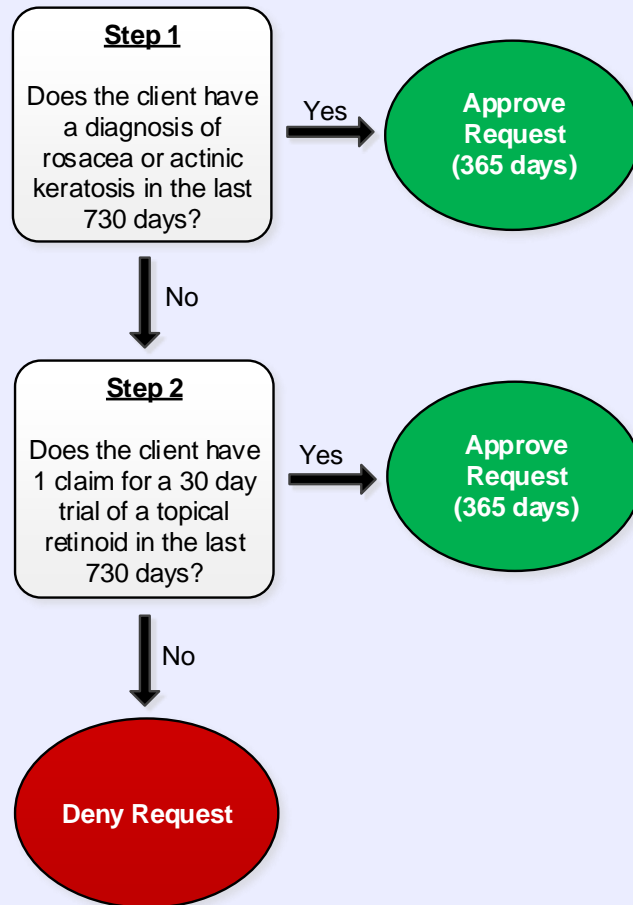 Step 1
Does the client have
a diagnosis of
rosacea or actinic
keratosis in the last
730 days?
Yes
Approve
Request
(365 days)
No
Step 2
Does the client have
1 claim for a 30 day
trial of a topical
retinoid in the last
730 days?
Yes
Approve
Request
(365 days)
No
Deny Request